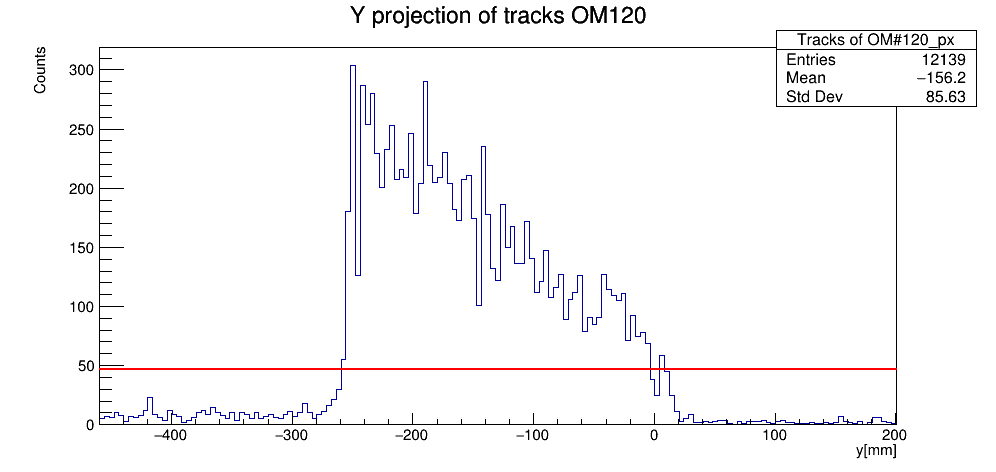 Y projection of tracks OM120
Counts
Tracks of OM#120_px
Entries 12139
Mean −156.2
Std Dev 85.63
300
250
200
150
100
50
0
−400 −300 −200 −100 0 100 200
y[mm]